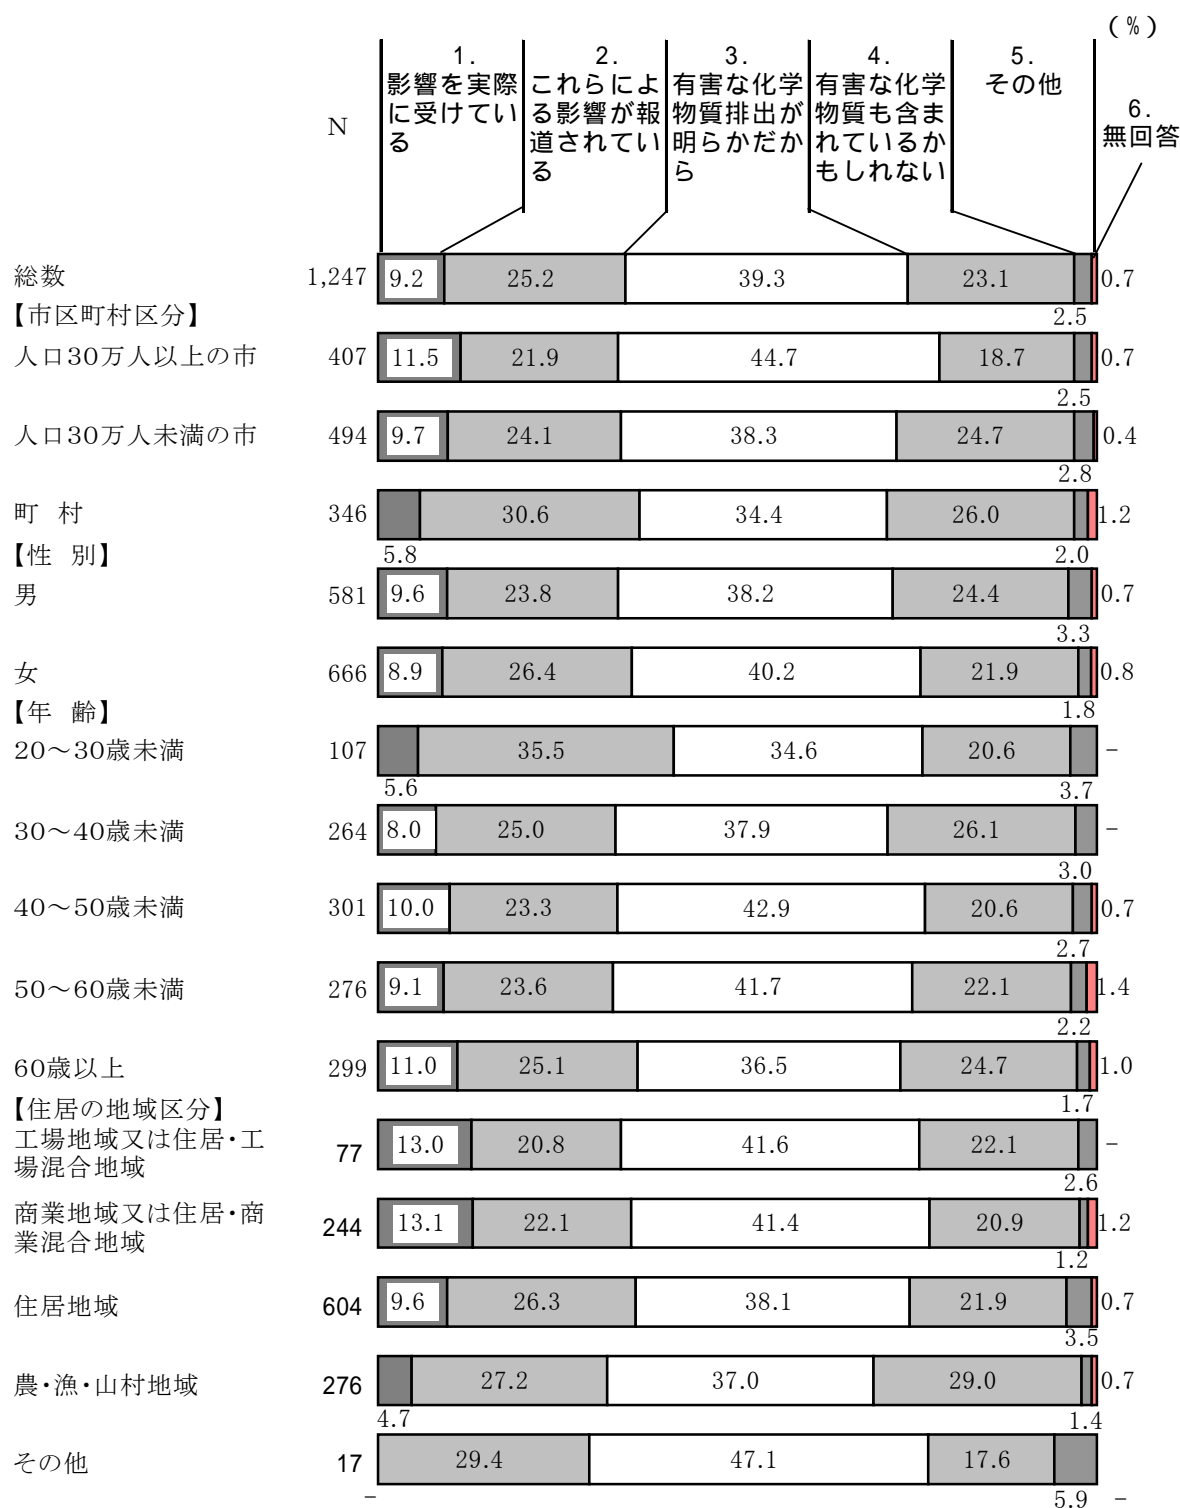 (%)
1.
影響を実際
に受けてい
る
2.
これらによ
る影響が報
道されてい
る
3.
有害な化学
物質排出が
明らかだか
ら
4.
有害な化学
物質も含ま
れているか
もしれない
5.
その他
6.
無回答
N
総数 1,247 9.2 25.2 39.3 23.1 0.7
【市区町村区分】 2.5
人口30万人以上の市 407 11.5 21.9 44.7 18.7 0.7
2.5
人口30万人未満の市 494 9.7 24.1 38.3 24.7 0.4
2.8
町 村 346 30.6 34.4 26.0 1.2
【性 別】 5.8 2.0
男 581 9.6 23.8 38.2 24.4 0.7
3.3
女 666 8.9 26.4 40.2 21.9 0.8
【年 齢】 1.8
20～30歳未満 107 35.5 34.6 20.6 -
5.6 3.7
30～40歳未満 264 8.0 25.0 37.9 26.1 -
3.0
40～50歳未満 301 10.0 23.3 42.9 20.6 0.7
2.7
50～60歳未満 276 9.1 23.6 41.7 22.1 1.4
2.2
60歳以上 299 11.0 25.1 36.5 24.7 1.0
【住居の地域区分】 1.7
工場地域又は住居・工
場混合地域 77 13.0 20.8 41.6 22.1 -
2.6
商業地域又は住居・商
業混合地域 244 13.1 22.1 41.4 20.9 1.2
1.2
住居地域 604 9.6 26.3 38.1 21.9 0.7
3.5
農・漁・山村地域 276 27.2 37.0 29.0 0.7
4.7 1.4
その他 17 29.4 47.1 17.6
- 5.9 -